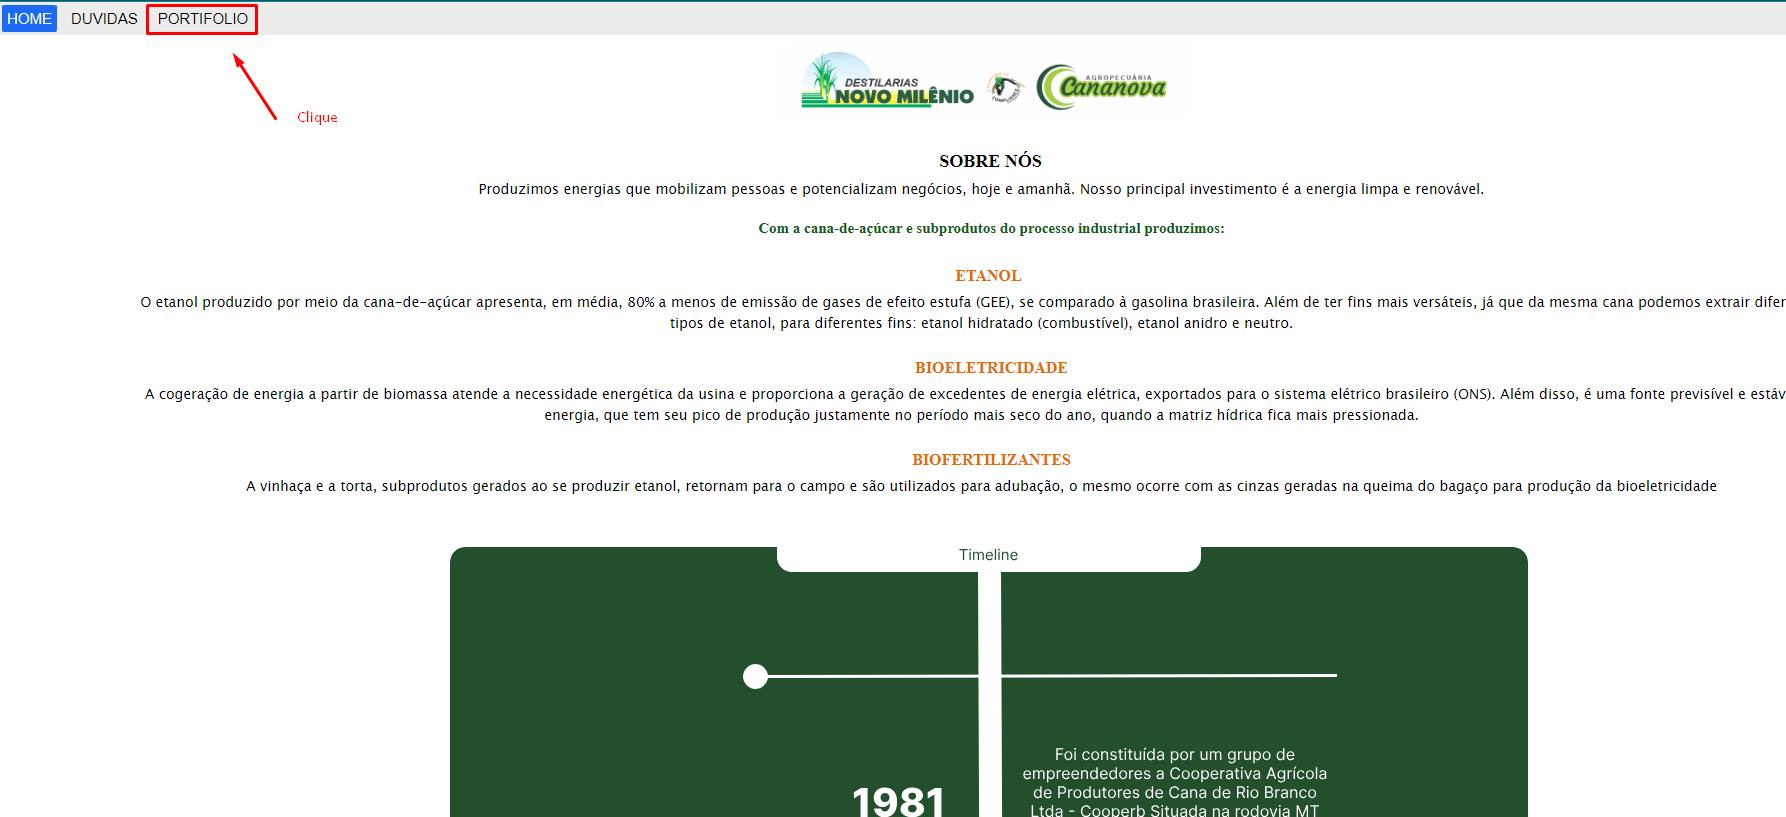 HOME DUVIDAS PORTIFOLIO
Clique
DESTILARIAS
NOVO MILÊNIO
COMPLIANCE
AGROPECUÁRIA
Cananova
SOBRE NÓS
Produzimos energias que mobilizam pessoas e potencializam negócios, hoje e amanhã. Nosso principal investimento é a energia limpa e renovável.
Com a cana-de-açúcar e subprodutos do processo industrial produzimos:
ETANOL
O etanol produzido por meio da cana-de-açúcar apresenta, em média, 80% a menos de emissão de gases de efeito estufa (GEE), se comparado à gasolina brasileira. Além de ter fins mais versáteis, já que da mesma cana podemos extrair difer
tipos de etanol, para diferentes fins: etanol hidratado (combustível), etanol anidro e neutro.
BIOELETRICIDADE
A cogeração de energia a partir de biomassa atende a necessidade energética da usina e proporciona a geração de excedentes de energia elétrica, exportados para o sistema elétrico brasileiro (ONS). Além disso, é uma fonte previsível e estáv
energia, que tem seu pico de produção justamente no período mais seco do ano, quando a matriz hídrica fica mais pressionada.
BIOFERTILIZANTES
A vinhaça e a torta, subprodutos gerados ao se produzir etanol, retornam para o campo e são utilizados para adubação, o mesmo ocorre com as cinzas geradas na queima do bagaço para produção da bioeletricidade
Timeline
1981
Foi constituída por um grupo de
empreendedores a Cooperativa Agrícola
de Produtores de Cana de Rio Branco
Ltda - Cooperb Situada na rodovia MT